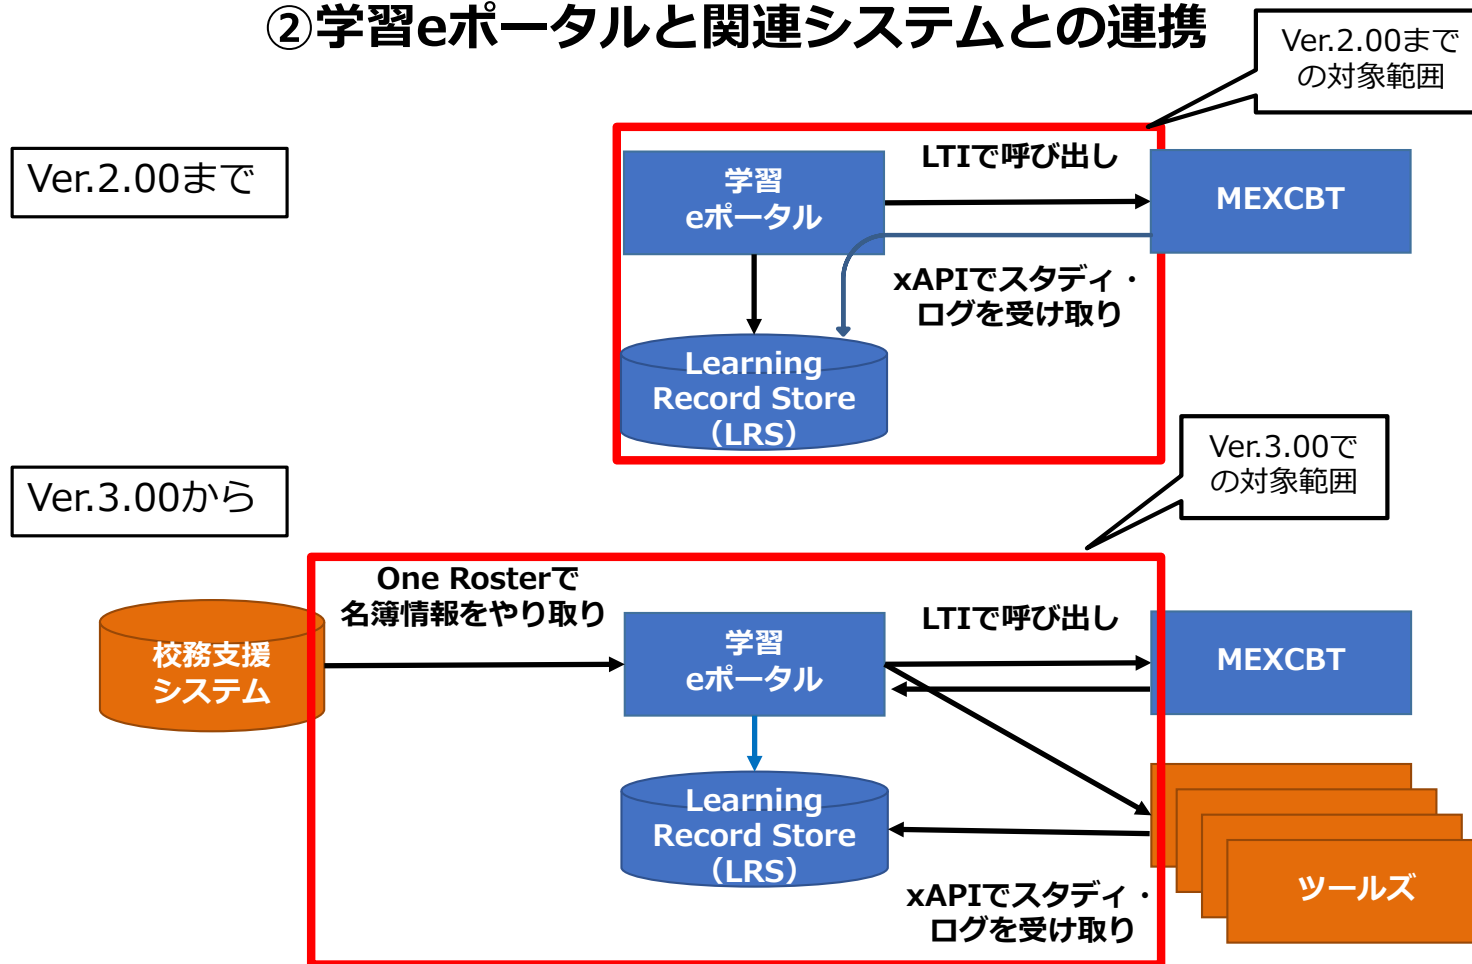 ②学習eポータルと関連システムとの連携
Ver.2.00まで
の対象範囲
Ver.2.00まで
学習
eポータル
LTIで呼び出し
MEXCBT
xAPIでスタディ・
ログを受け取り
Learning
Record Store
（LRS）
Ver.3.00で
の対象範囲
Ver.3.00から
One Rosterで
名簿情報をやり取り
校務支援
システム
学習
eポータル
LTIで呼び出し
MEXCBT
Learning
Record Store
（LRS）
xAPIでスタディ・
ログを受け取り
ツールズ